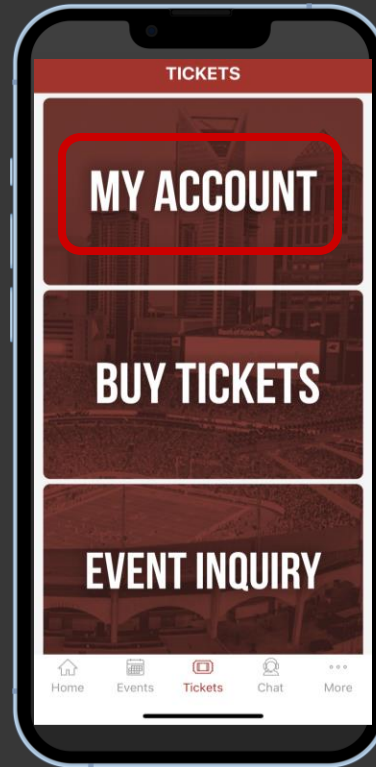 TICKETS
MY ACCOUNT
BUY TICKETS
EVENT INQUIRY
Home Events Tickets Chat More